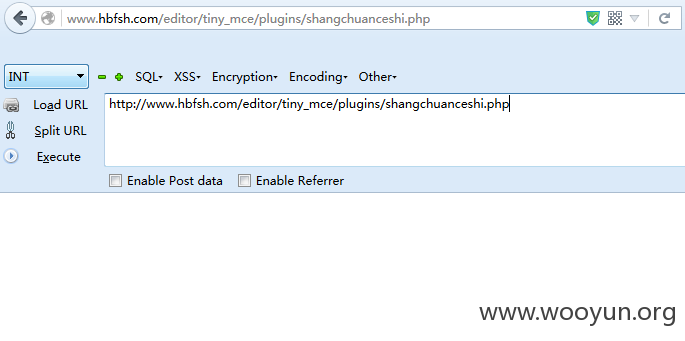 www.hbfsh.com/editor/tiny_mce/plugins/shangchuanceshi.php
INT SQL XSS Encryption Encoding Other
Load URL http://www.hbfsh.com/editor/tiny_mce/plugins/shangchuanceshi.php
Split URL
Execute
Enable Post data Enable Referrer
www.wooyun.org